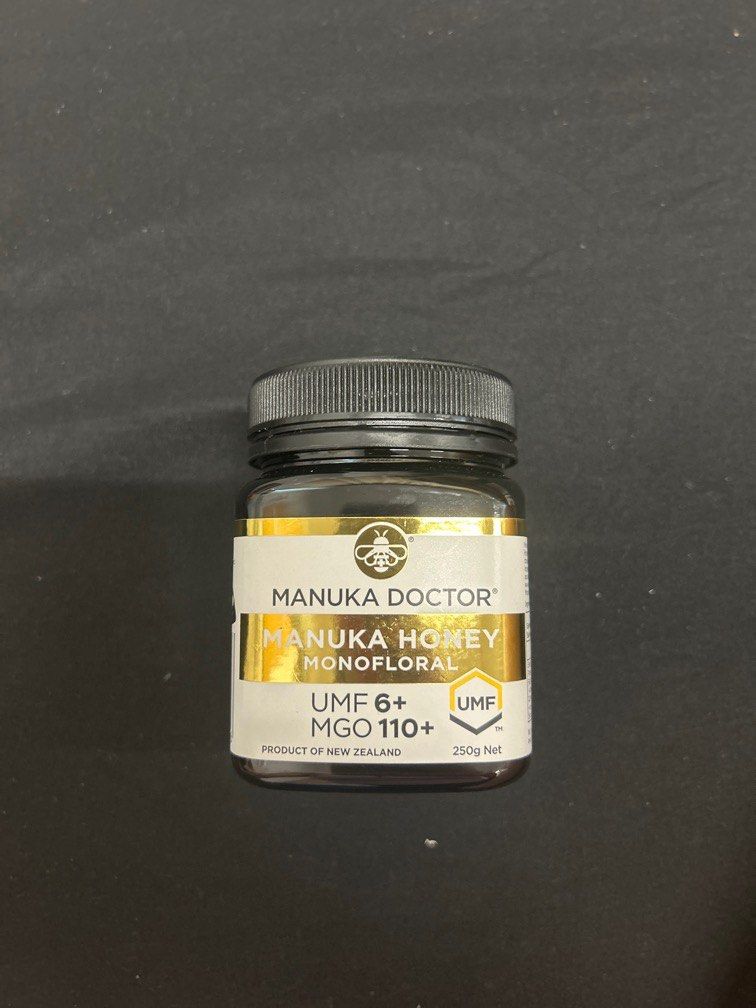 MANUKA DOCTOR®
MANUKA HONEY
MONOFLORAL
UMF 6+
MGO 110+
UMF
TM
PRODUCT OF NEW ZEALAND
250g Net